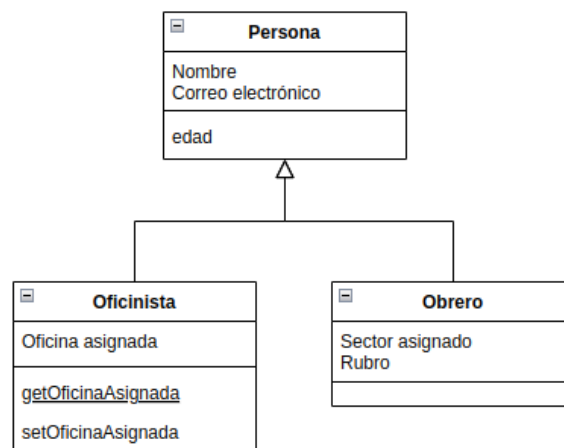 Persona
Nombre
Correo electrónico
edad
Oficinista
Oficina asignada
getOficinaAsignada
setOficinaAsignada
Obrero
Sector asignado
Rubro